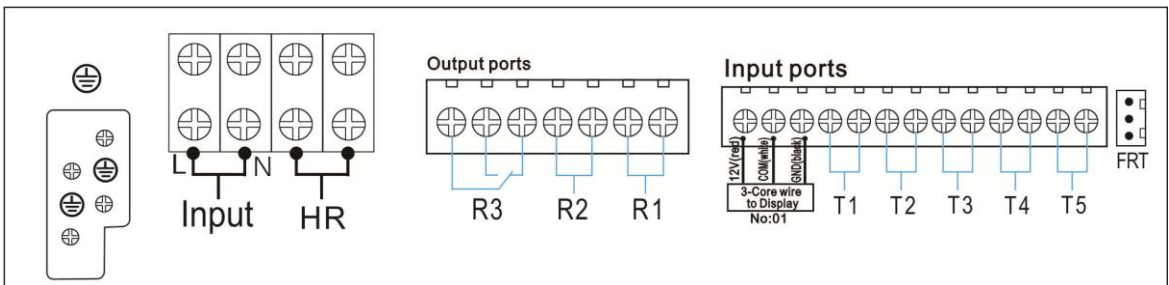 Output ports
Input ports
L N
Input HR
R3 R2 R1
12V(red)
COM(white)
GND(black)
3-Core wire
to Display
No:01
T1 T2 T3 T4 T5
FRT